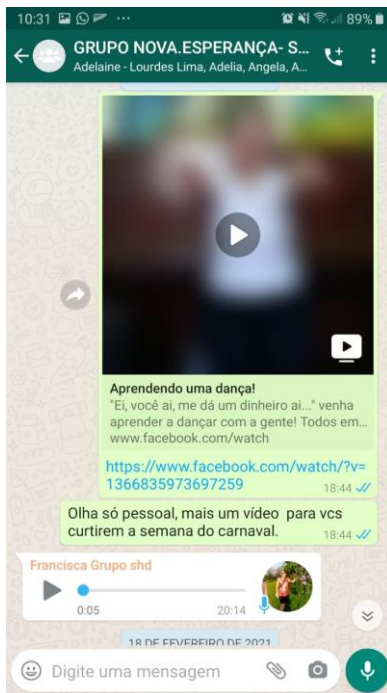 10:31 ... 89%
GRUPO NOVA.ESPERANÇA- S...
Adelaine - Lourdes Lima, Adelia, Angela, A...
Aprendendo uma dança!
"Ei, você ai, me dá um dinheiro ai..." venha
aprender a dançar com a gente! Todos em...
www.facebook.com/watch
https://www.facebook.com/watch/?v=
1366835973697259
18:44
Olha só pessoal, mais um vídeo para vcs
curtirem a semana do carnaval.
18:44
Francisca Grupo shd
0:05 20:14
18 DE FEVEREIRO DE 2021
Digite uma mensagem